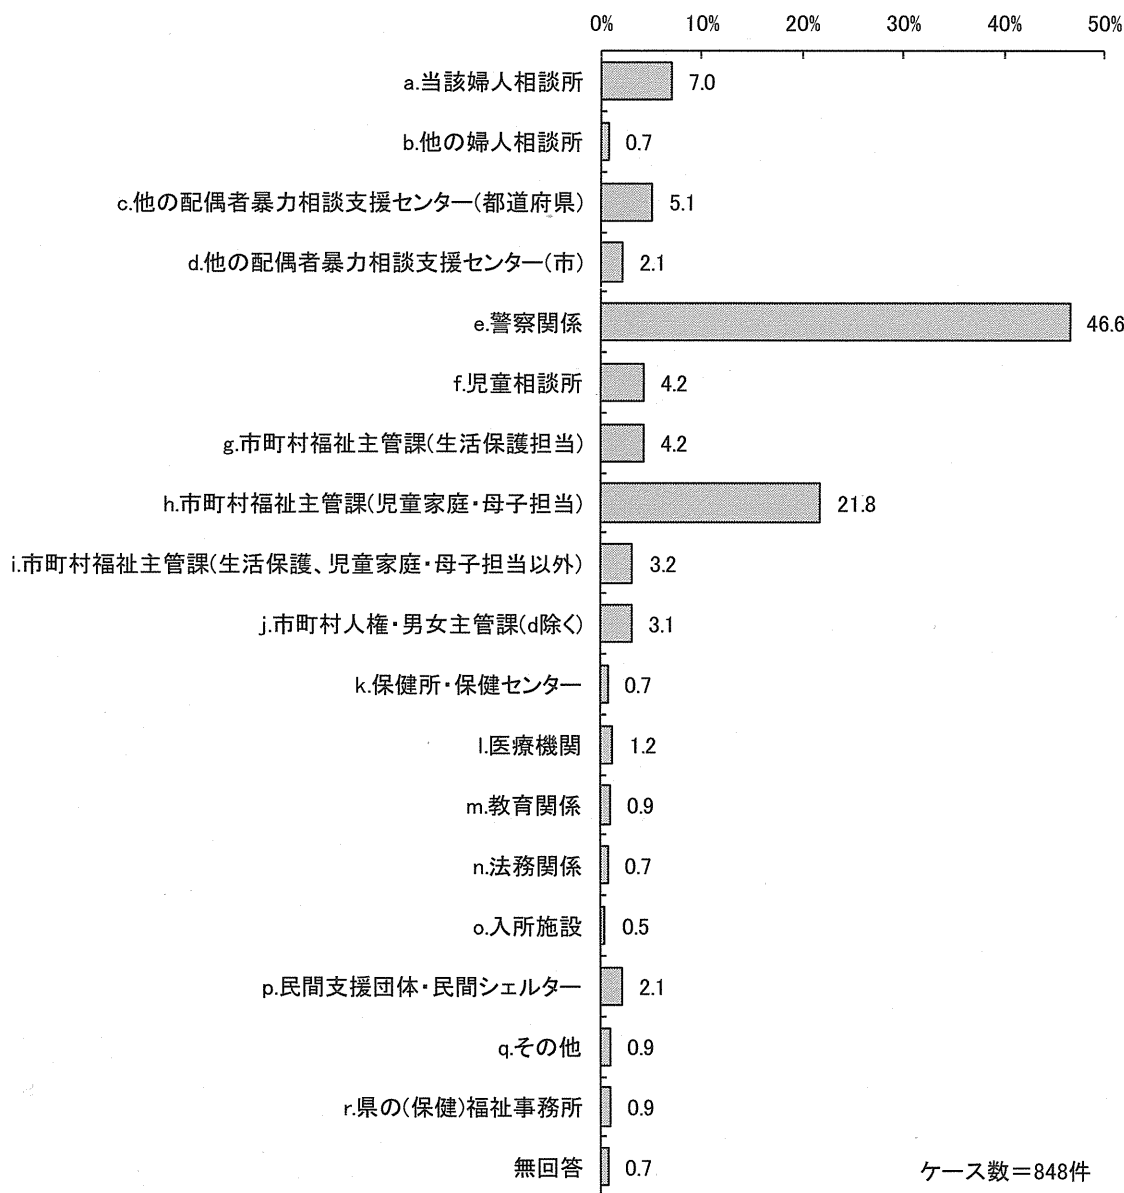 0% 10% 20% 30% 40% 50%
a.当該婦人相談所 7.0
b.他の婦人相談所 0.7
c.他の配偶者暴力相談支援センター(都道府県) 5.1
d.他の配偶者暴力相談支援センター(市) 2.1
e.警察関係 46.6
f.児童相談所 4.2
g.市町村福祉主管課(生活保護担当) 4.2
h.市町村福祉主管課(児童家庭・母子担当) 21.8
i.市町村福祉主管課(生活保護、児童家庭・母子担当以外) 3.2
j.市町村人権・男女主管課(d除く) 3.1
k.保健所・保健センター 0.7
l.医療機関 1.2
m.教育関係 0.9
n.法務関係 0.7
o.入所施設 0.5
p.民間支援団体・民間シェルター 2.1
q.その他 0.9
r.県の(保健)福祉事務所 0.9
無回答 0.7
ケース数＝848件